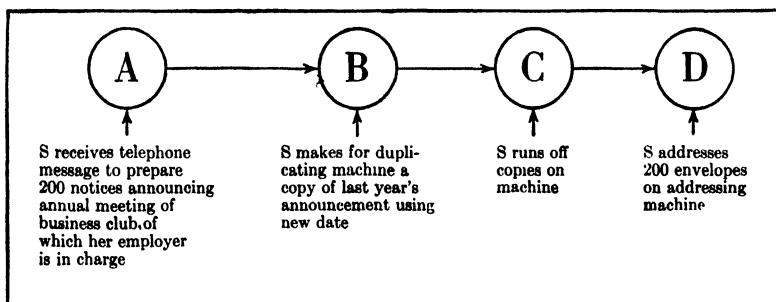 A B C D
S receives telephone
message to prepare
200 notices announcing
annual meeting of
business club, of
which her employer
is in charge
S makes for dupli-
cating machine a
copy of last year's
announcement using
new date
S runs off
copies on
machine
S addresses
200 envelopes
on addressing
machine